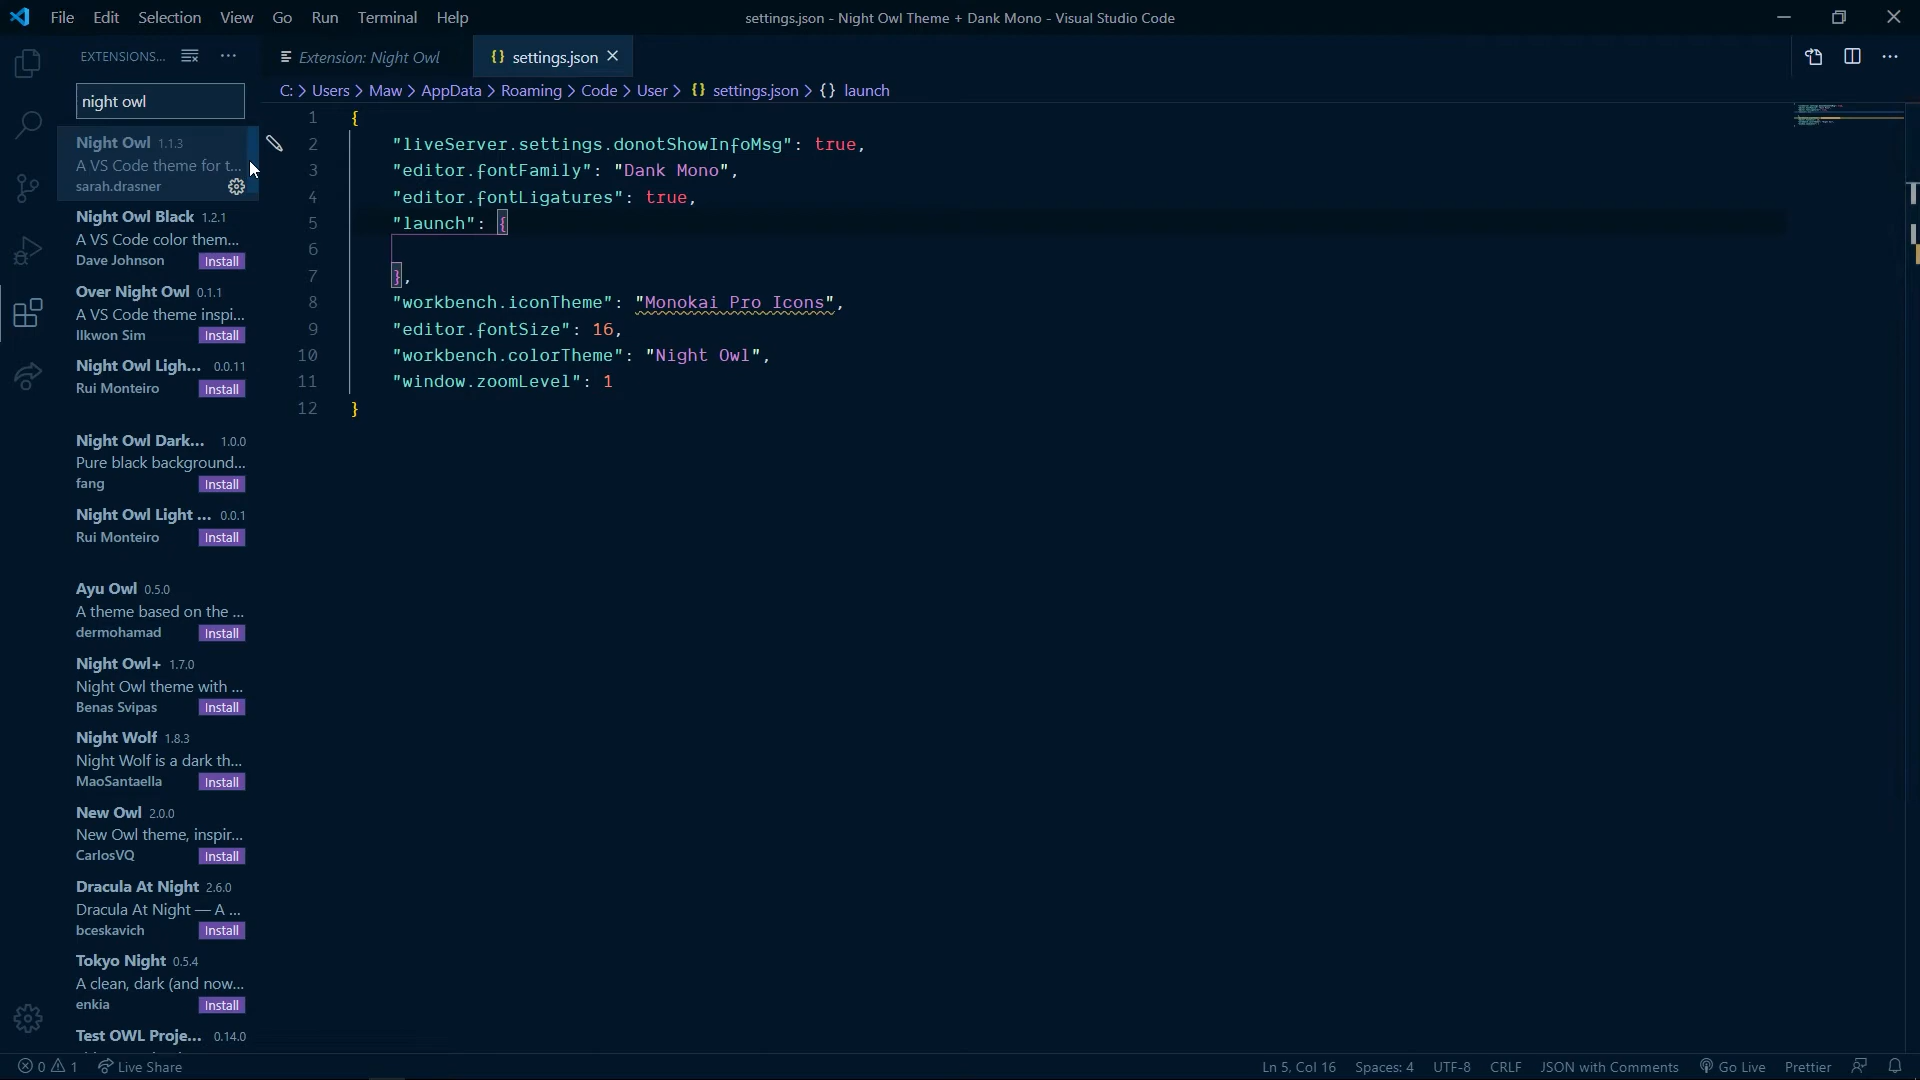 File Edit Selection View Go Run Terminal Help
settings.json - Night Owl Theme + Dank Mono - Visual Studio Code
EXTENSIONS...
night owl
Night Owl 1.1.3
A VS Code theme for t...
sarah.drasner
Night Owl Black 1.2.1
A VS Code color them...
Dave Johnson Install
Over Night Owl 0.1.1
A VS Code theme inspi...
Ilkwon Sim Install
Night Owl Ligh... 0.0.11
Rui Monteiro Install
Night Owl Dark... 1.0.0
Pure black background...
fang Install
Night Owl Light ... 0.0.1
Rui Monteiro Install
Ayu Owl 0.5.0
A theme based on the ...
dermohamad Install
Night Owl+ 1.7.0
Night Owl theme with ...
Benas Svipas Install
Night Wolf 1.8.3
Night Wolf is a dark th...
MaoSantaella Install
New Owl 2.0.0
New Owl theme, inspir...
CarlosVQ Install
Dracula At Night 2.6.0
Dracula At Night — A ...
bceskavich Install
Tokyo Night 0.5.4
A clean, dark (and now...
enkia Install
Test OWL Proje... 0.14.0
Extension: Night Owl
{} settings.json
C: > Users > Maw > AppData > Roaming > Code > User > {} settings.json > {} launch
1 {
2 "liveServer.settings.donotShowInfoMsg": true,
3 "editor.fontFamily": "Dank Mono",
4 "editor.fontLigatures": true,
5 "launch": {
6
7 },
8 "workbench.iconTheme": "Monokai Pro Icons",
9 "editor.fontSize": 16,
10 "workbench.colorTheme": "Night Owl",
11 "window.zoomLevel": 1
12 }
0 1 Live Share
Ln 5, Col 16 Spaces: 4 UTF-8 CRLF JSON with Comments Go Live Prettier